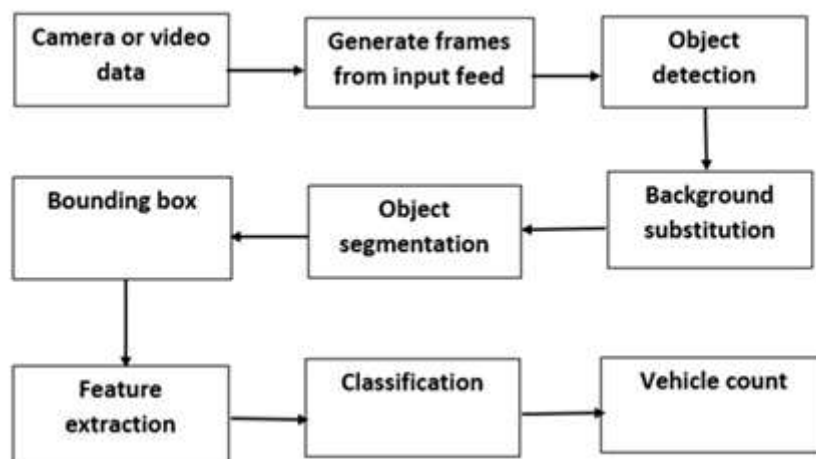 Camera or video
data
Generate frames
from input feed
Object
detection
Background
substitution
Object
segmentation
Bounding box
Feature
extraction
Classification
Vehicle count